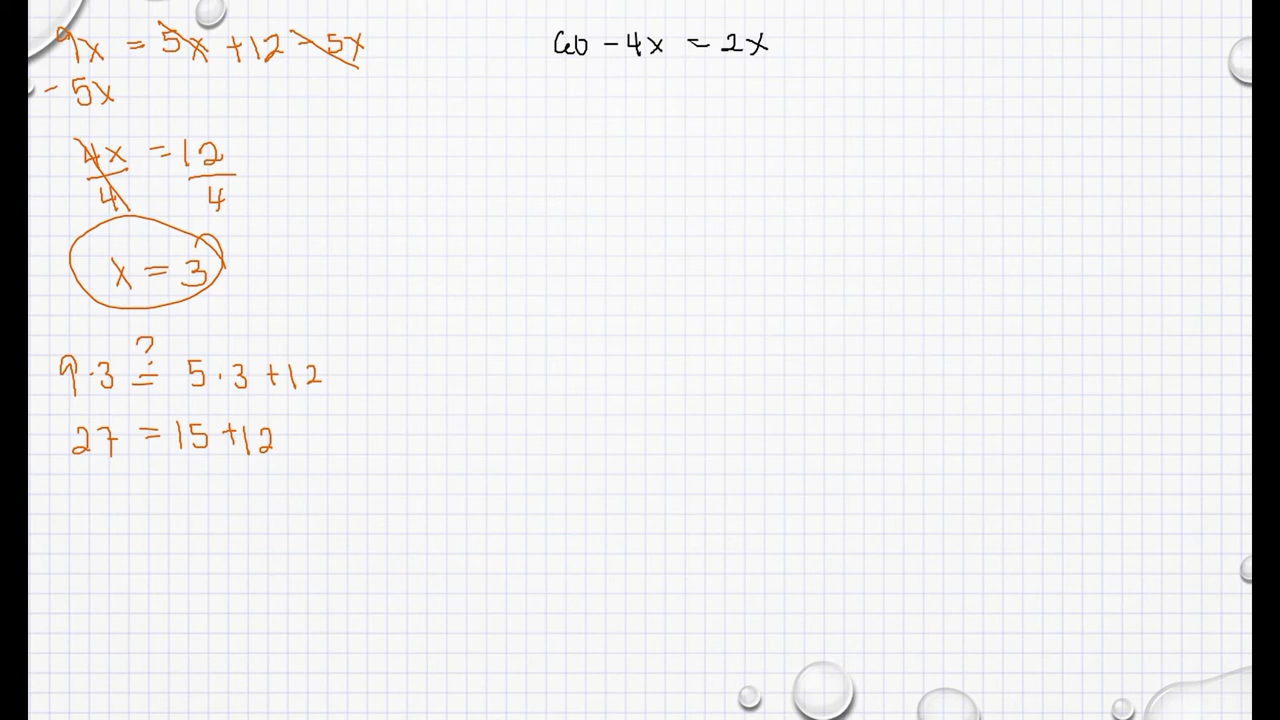 9x = 5x + 12 - 5x
- 5x
4x = 12
4 4
x = 3
?
9·3 = 5·3 + 12
27 = 15 + 12
60 - 4x = 2x